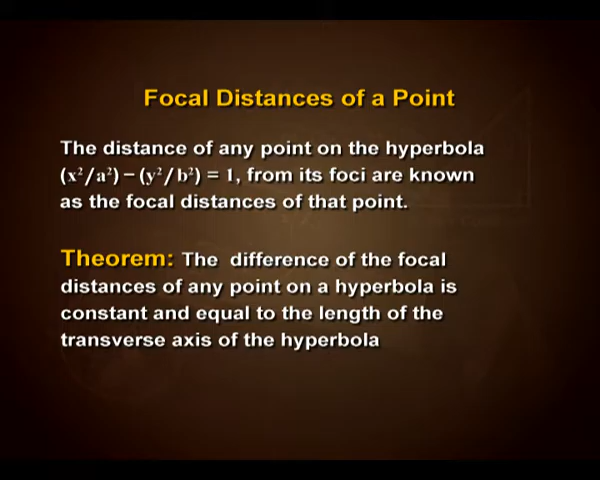 Focal Distances of a Point
The distance of any point on the hyperbola
(x²/a²) – (y²/b²) = 1, from its foci are known
as the focal distances of that point.
Theorem: The difference of the focal
distances of any point on a hyperbola is
constant and equal to the length of the
transverse axis of the hyperbola